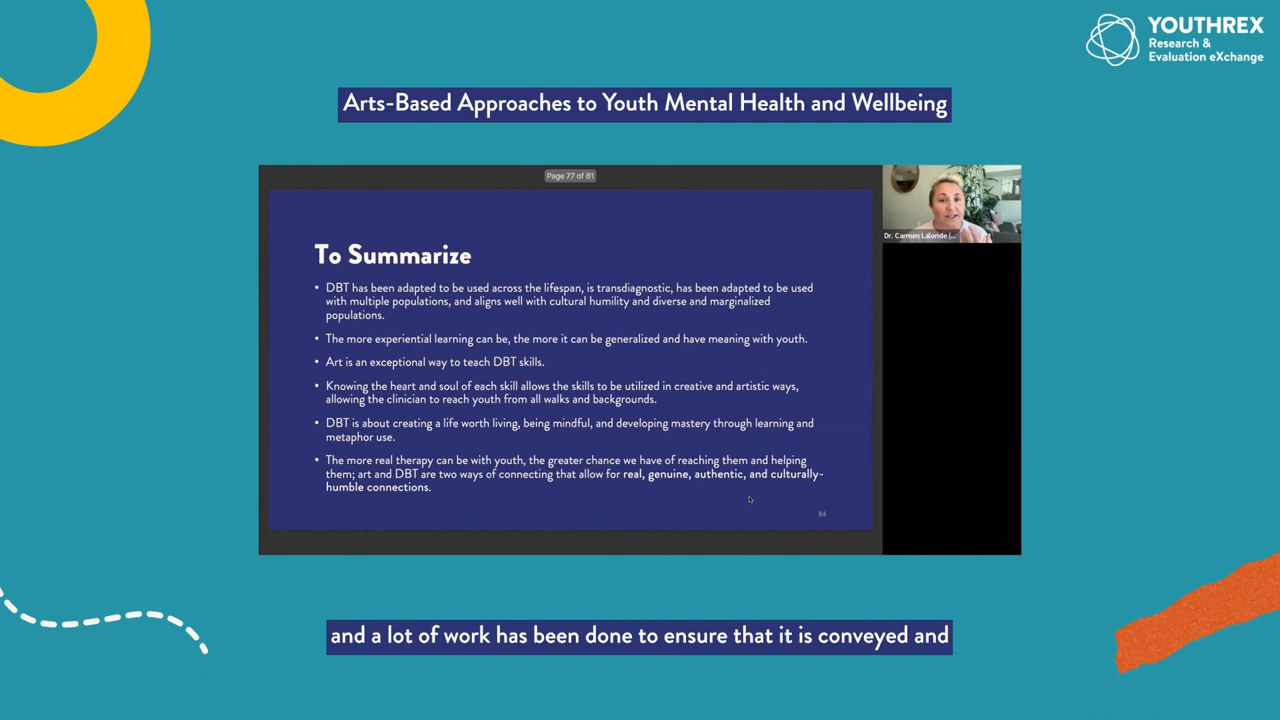 YOUTHREX
Research &
Evaluation eXchange
Arts-Based Approaches to Youth Mental Health and Wellbeing
Page 77 of 81
To Summarize
• DBT has been adapted to be used across the lifespan, is transdiagnostic, has been adapted to be used
with multiple populations, and aligns well with cultural humility and diverse and marginalized
populations.
• The more experiential learning can be, the more it can be generalized and have meaning with youth.
• Art is an exceptional way to teach DBT skills.
• Knowing the heart and soul of each skill allows the skills to be utilized in creative and artistic ways,
allowing the clinician to reach youth from all walks and backgrounds.
• DBT is about creating a life worth living, being mindful, and developing mastery through learning and
metaphor use.
• The more real therapy can be with youth, the greater chance we have of reaching them and helping
them; art and DBT are two ways of connecting that allow for real, genuine, authentic, and culturally-
humble connections.
84
Dr. Carmen Lalonde (...
and a lot of work has been done to ensure that it is conveyed and